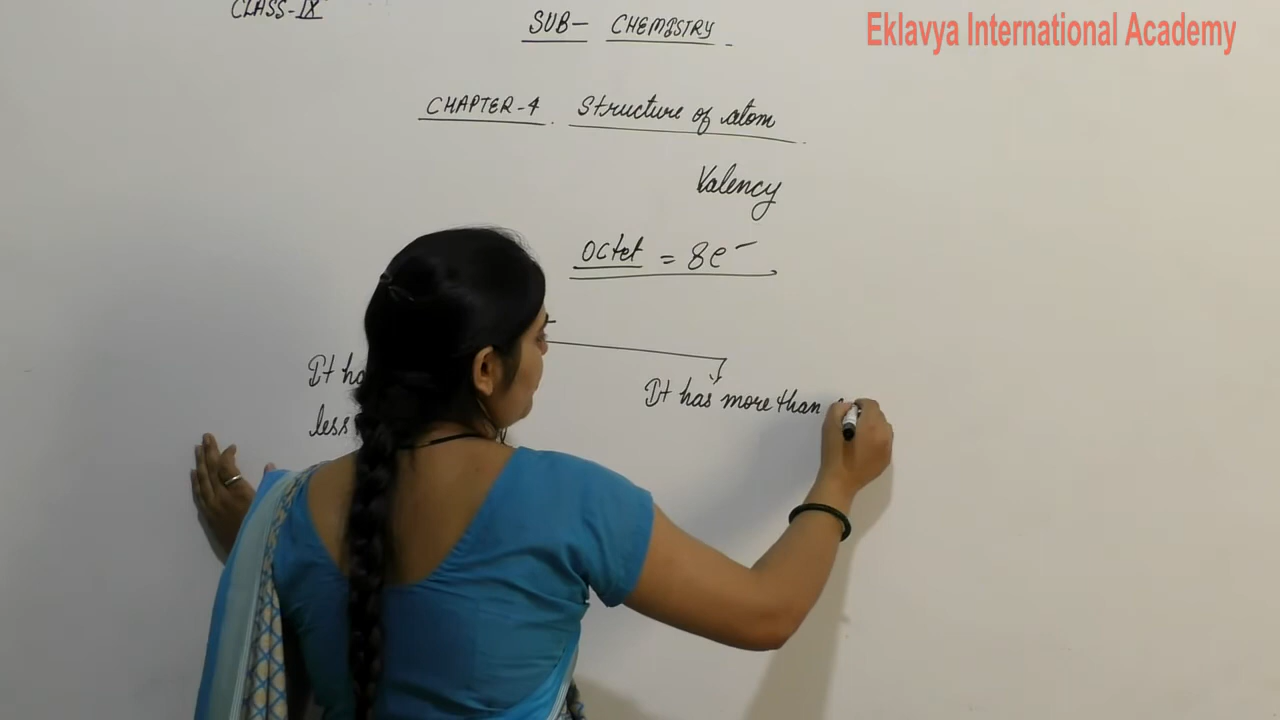 CLASS-IX
SUB- CHEMISTRY
Eklavya International Academy
CHAPTER-4 Structure of atom
Valency
Octet = 8e⁻
It has more than
It ha
less